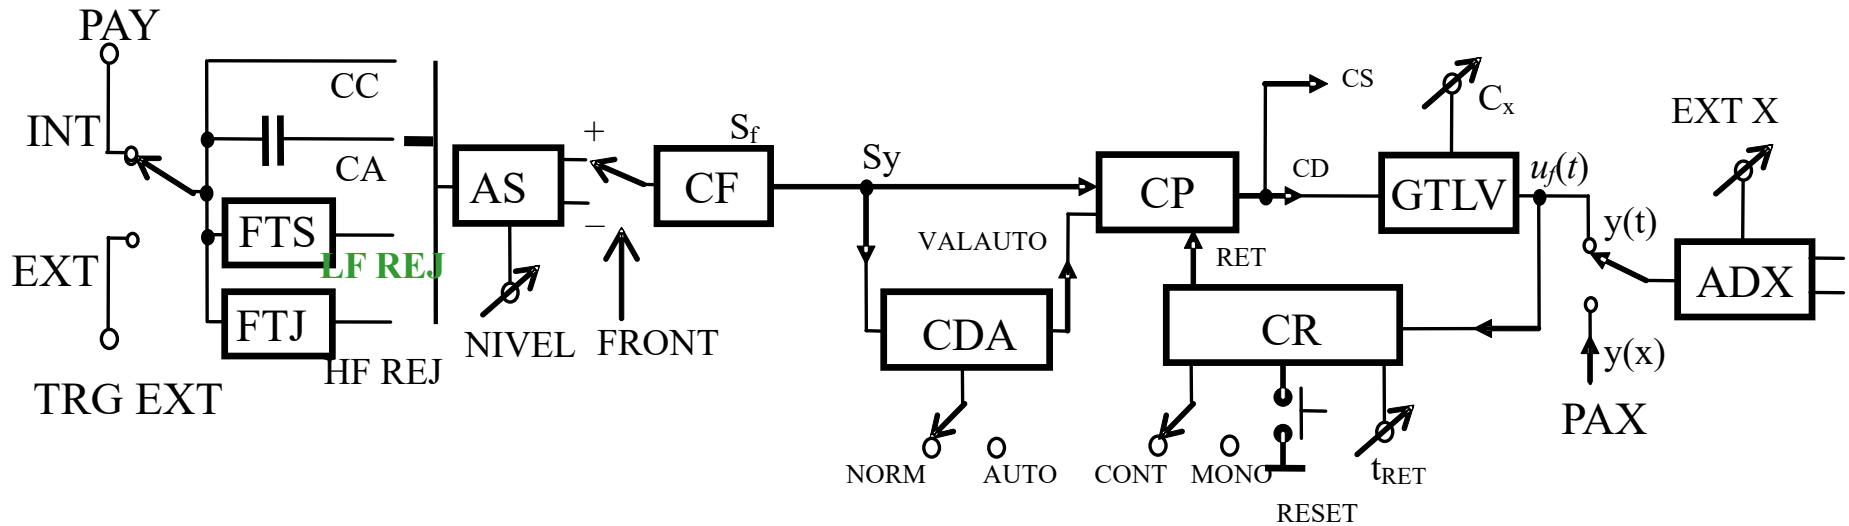 PAY
INT
EXT
TRG EXT
CC
CA
FTS
LF REJ
FTJ
HF REJ
AS
NIVEL
+
−
FRONT
CF
Sf
Sy
CDA
VALAUTO
NORM
AUTO
CP
CS
CD
RET
CR
CONT
MONO
RESET
tRET
GTLV
Cx
uf(t)
y(t)
y(x)
PAX
EXT X
ADX